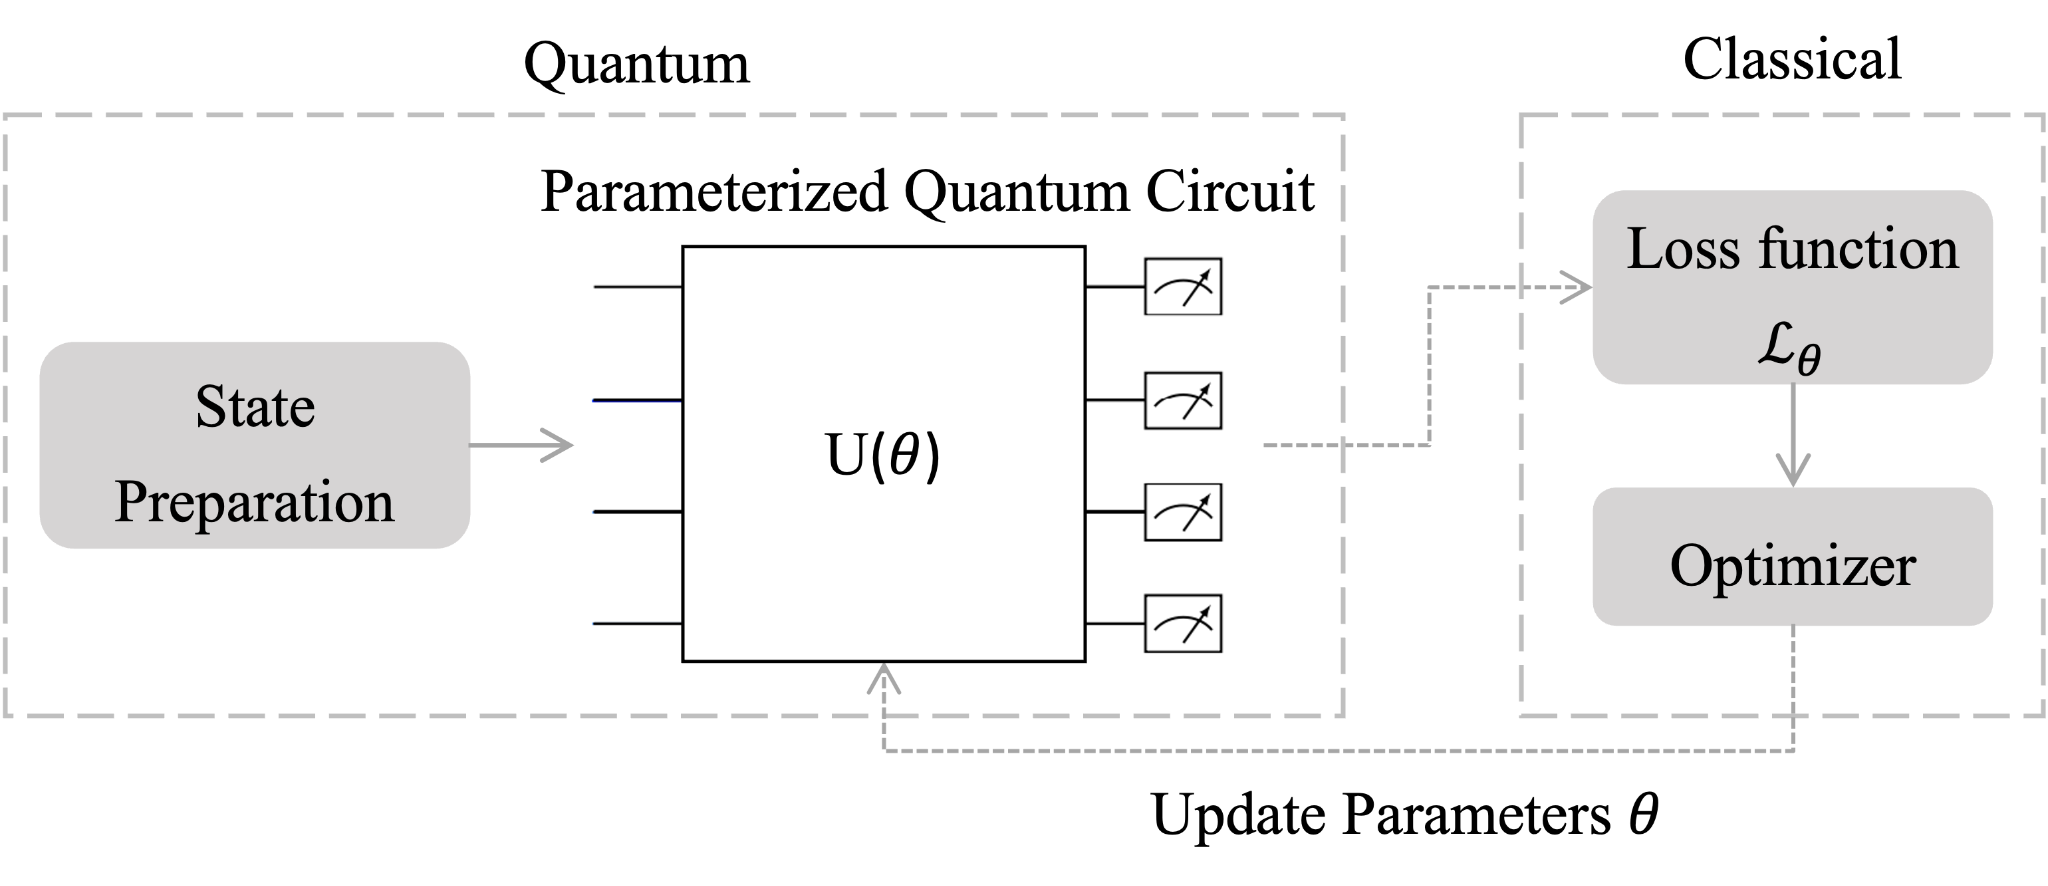 Quantum
Classical
Parameterized Quantum Circuit
State
Preparation
U(θ)
Loss function
ℒθ
Optimizer
Update Parameters θ